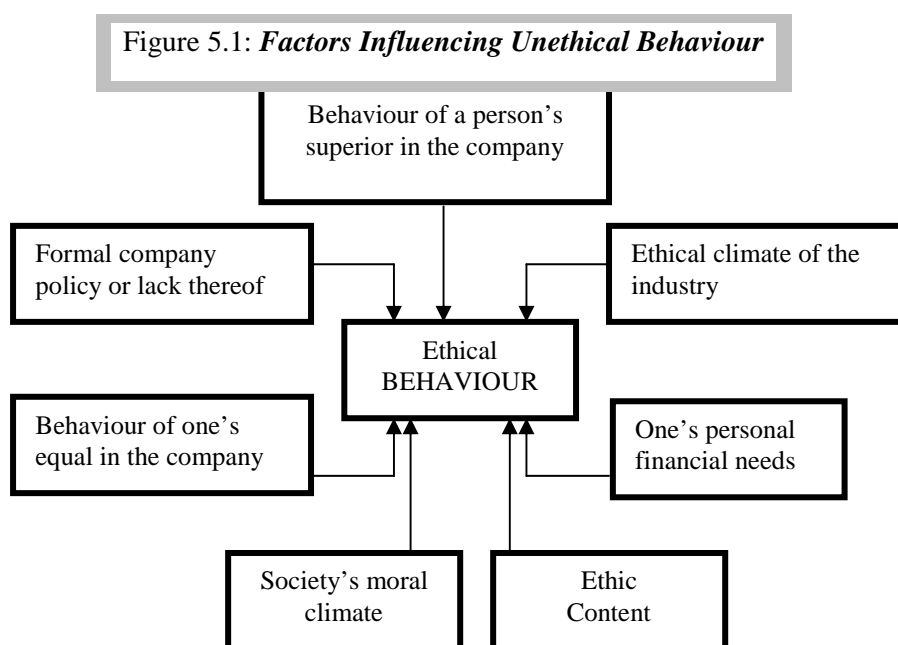 Figure 5.1: Factors Influencing Unethical Behaviour
Behaviour of a person's
superior in the company
Formal company
policy or lack thereof
Ethical climate of the
industry
Ethical
BEHAVIOUR
Behaviour of one's
equal in the company
One's personal
financial needs
Society's moral
climate
Ethic
Content